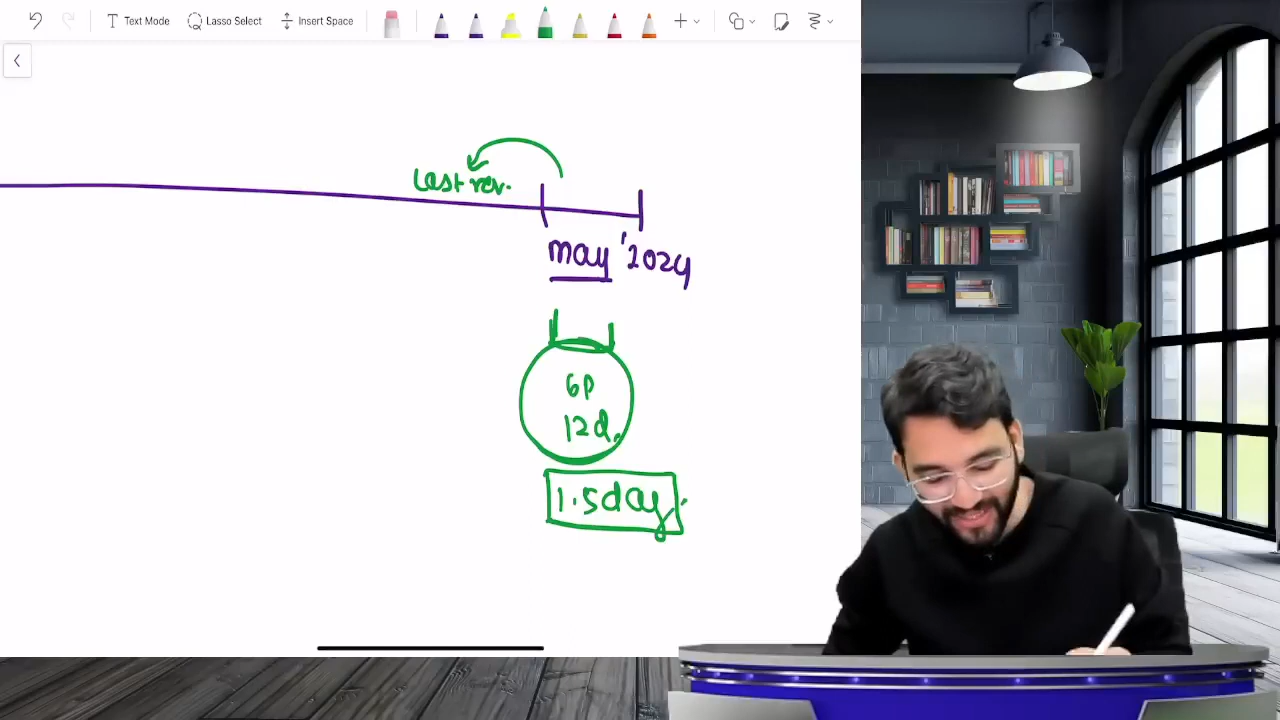 Text Mode Lasso Select Insert Space
Last rev.
may '2024
6P
12d.
1.5day.